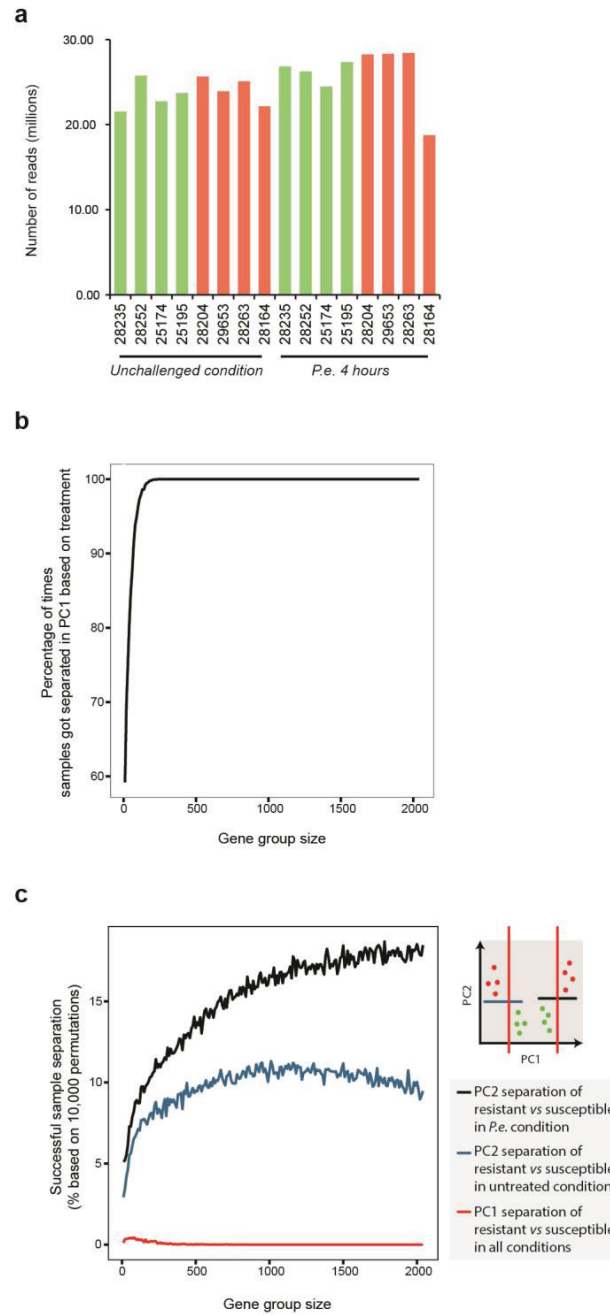 a
30.00
20.00
10.00
0.00
Number of reads (millions)
28235
28252
25174
25195
28204
29653
28263
28164
28235
28252
25174
25195
28204
29653
28263
28164
Unchallenged condition
P.e. 4 hours
b
Percentage of times
samples got separated in PC1 based on treatment
100
90
80
70
60
0
500
1000
1500
2000
Gene group size
c
Successful sample separation
(% based on 10,000 permutations)
15
10
5
0
0
500
1000
1500
2000
Gene group size
PC2
PC1
PC2 separation of
resistant vs susceptible
in P.e. condition
PC2 separation of
resistant vs susceptible
in untreated condition
PC1 separation of
resistant vs susceptible
in all conditions